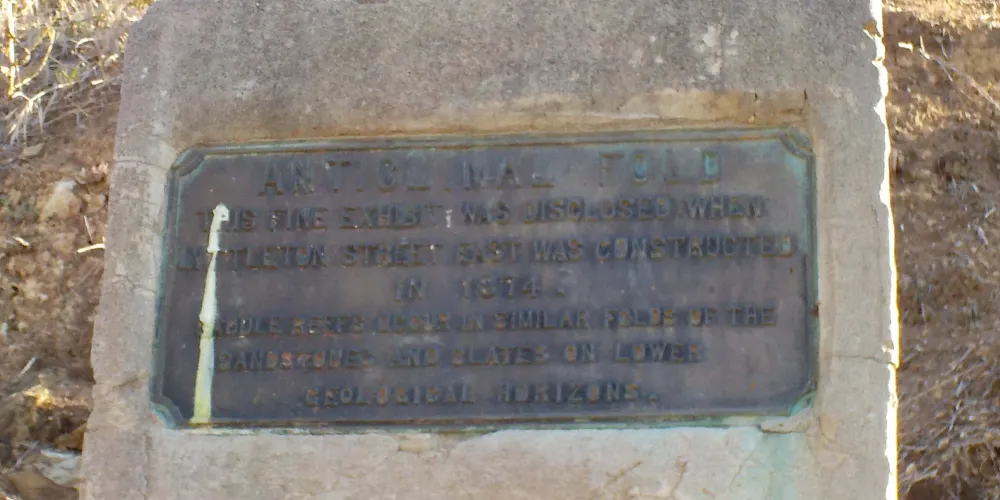 ANTICLINAL FOLD
THIS FINE EXHIBIT WAS DISCLOSED WHEN
LYTTLETON STREET EAST WAS CONSTRUCTED
IN 1874.
SADDLE REEFS OCCUR IN SIMILAR FOLDS OF THE
SANDSTONES AND SLATES ON LOWER
GEOLOGICAL HORIZONS.